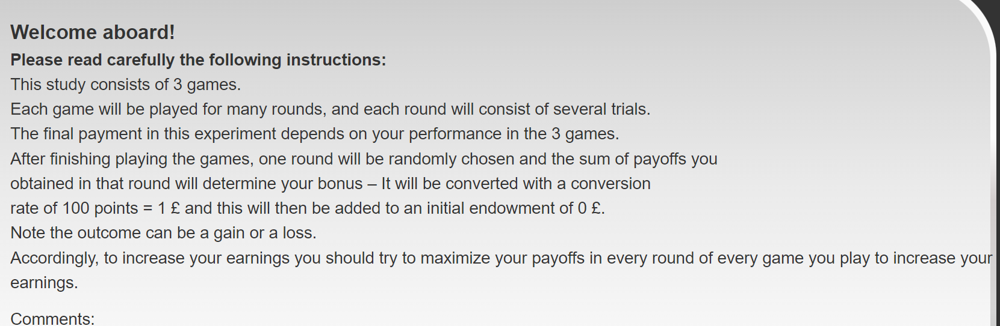 Welcome aboard!
Please read carefully the following instructions:
This study consists of 3 games.
Each game will be played for many rounds, and each round will consist of several trials.
The final payment in this experiment depends on your performance in the 3 games.
After finishing playing the games, one round will be randomly chosen and the sum of payoffs you
obtained in that round will determine your bonus – It will be converted with a conversion
rate of 100 points = 1 £ and this will then be added to an initial endowment of 0 £.
Note the outcome can be a gain or a loss.
Accordingly, to increase your earnings you should try to maximize your payoffs in every round of every game you play to increase your
earnings.
Comments: